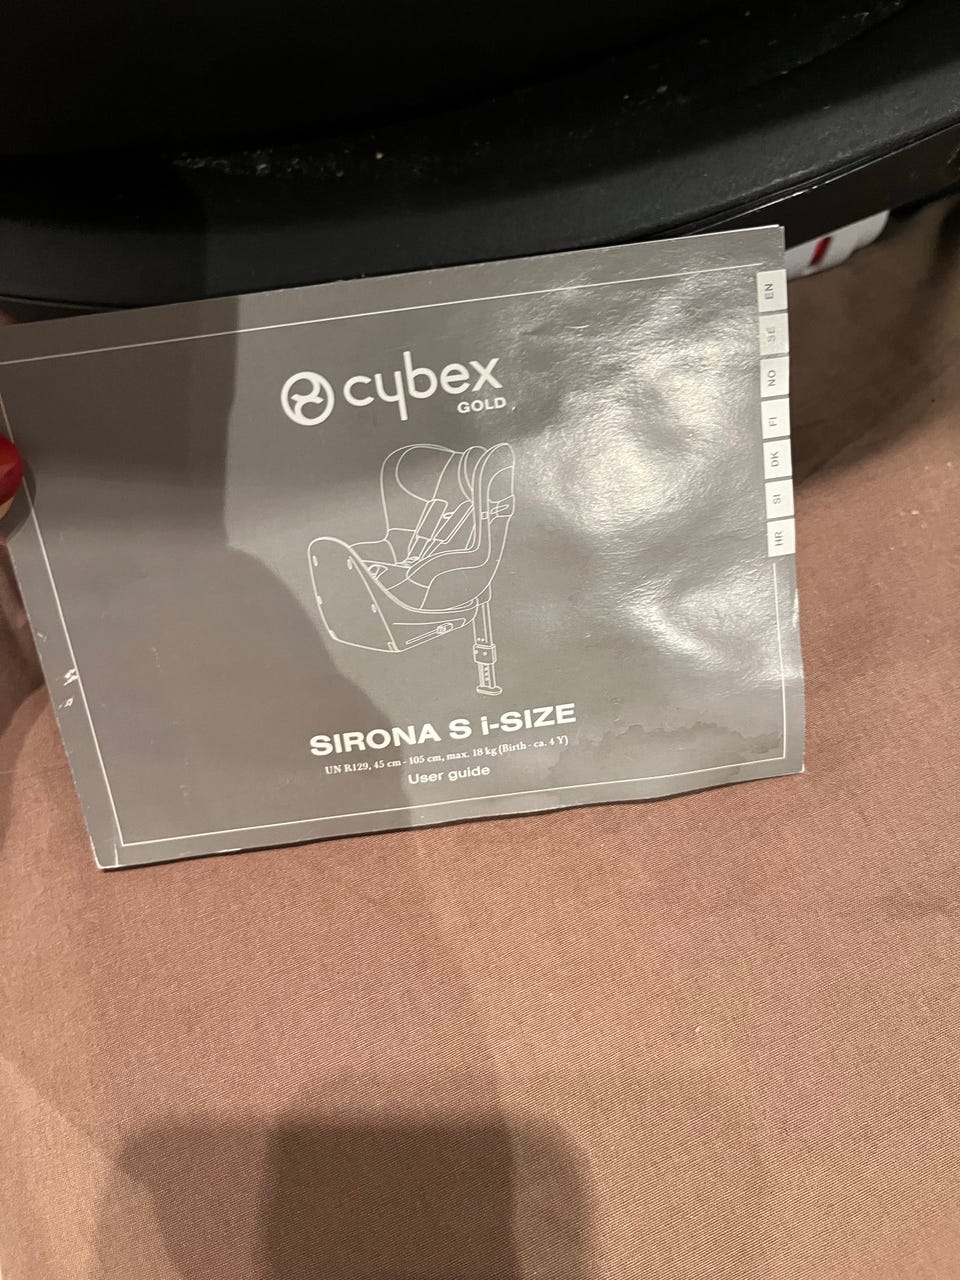 cybex
GOLD
SIRONA S i-SIZE
UN R129, 45 cm - 105 cm, max. 18 kg (Birth - ca. 4 Y)
User guide
EN
SE
NO
FI
DK
SI
HR